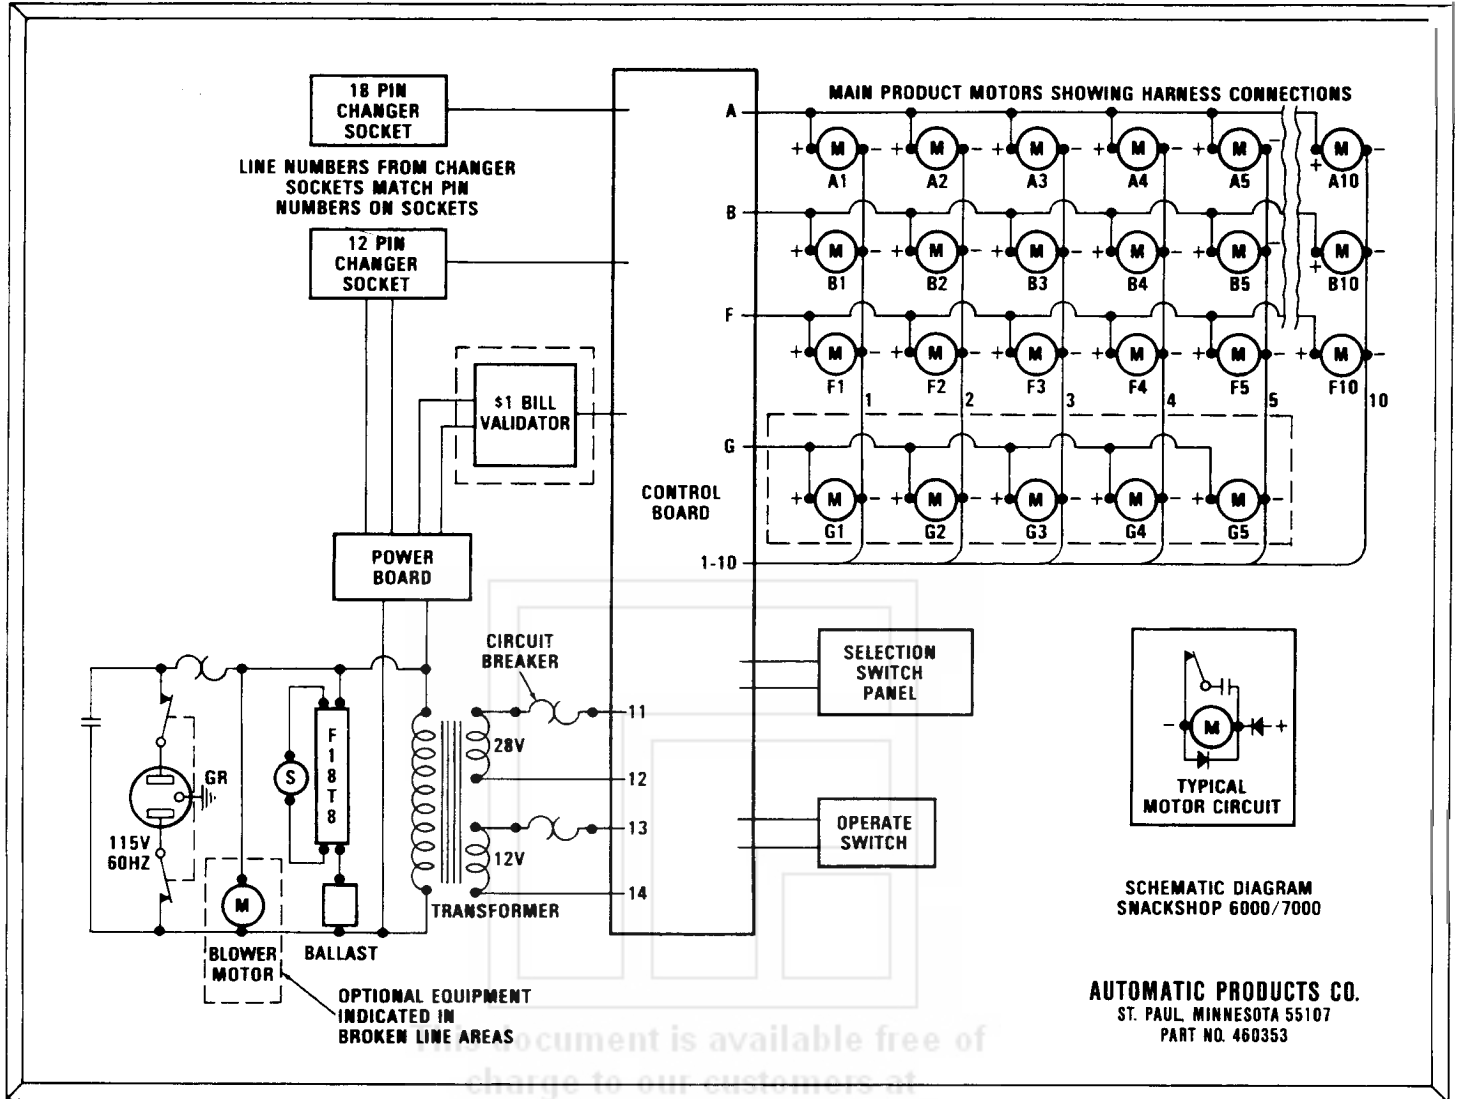 18 PIN
CHANGER
SOCKET
LINE NUMBERS FROM CHANGER
SOCKETS MATCH PIN
NUMBERS ON SOCKETS
12 PIN
CHANGER
SOCKET
$1 BILL
VALIDATOR
POWER
BOARD
CONTROL
BOARD
MAIN PRODUCT MOTORS SHOWING HARNESS CONNECTIONS
A
+ M - + M - + M - + M - + M - + M -
A1 A2 A3 A4 A5 A10
B
+ M - + M - + M - + M - + M - + M -
B1 B2 B3 B4 B5 B10
F
+ M - + M - + M - + M - + M - + M -
F1 F2 F3 F4 F5 F10
1 2 3 4 5 10
G
+ M - + M - + M - + M - + M -
G1 G2 G3 G4 G5
1-10
CIRCUIT
BREAKER
11
28V
12
13
12V
14
TRANSFORMER
GR
115V
60HZ
S
F18T8
M
BLOWER
MOTOR
BALLAST
OPTIONAL EQUIPMENT
INDICATED IN
BROKEN LINE AREAS
SELECTION
SWITCH
PANEL
OPERATE
SWITCH
- M +
TYPICAL
MOTOR CIRCUIT
SCHEMATIC DIAGRAM
SNACKSHOP 6000/7000
AUTOMATIC PRODUCTS CO.
ST. PAUL, MINNESOTA 55107
PART NO. 460353
This document is available free of
charge to our customers at